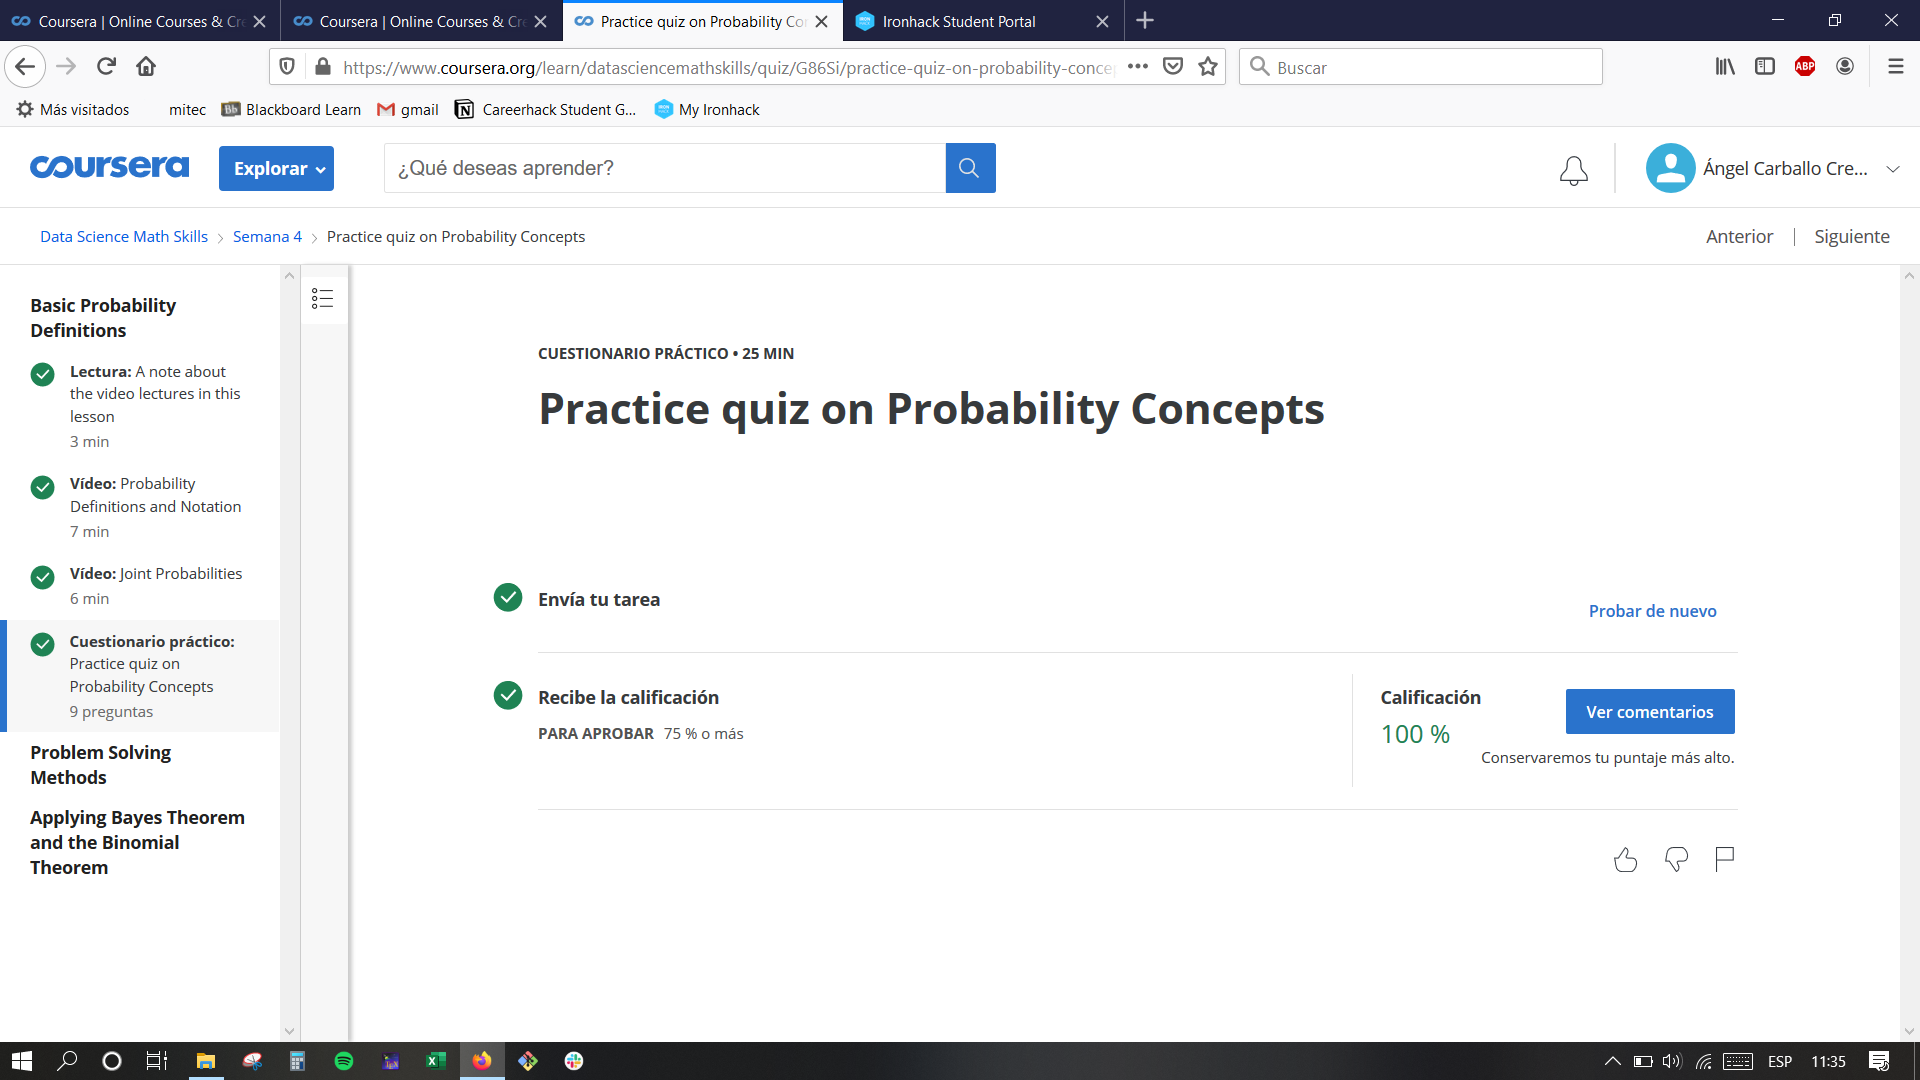 Coursera | Online Courses & Cre
Coursera | Online Courses & Cre
Practice quiz on Probability Con
Ironhack Student Portal
https://www.coursera.org/learn/datasciencemathskills/quiz/G86Si/practice-quiz-on-probability-conce
Buscar
ABP
Más visitados
mitec
Bb Blackboard Learn
gmail
Careerhack Student G...
My Ironhack
coursera
Explorar
¿Qué deseas aprender?
Ángel Carballo Cre...
Data Science Math Skills > Semana 4 > Practice quiz on Probability Concepts
Anterior | Siguiente
Basic Probability
Definitions
Lectura: A note about
the video lectures in this
lesson
3 min
Vídeo: Probability
Definitions and Notation
7 min
Vídeo: Joint Probabilities
6 min
Cuestionario práctico:
Practice quiz on
Probability Concepts
9 preguntas
Problem Solving
Methods
Applying Bayes Theorem
and the Binomial
Theorem
CUESTIONARIO PRÁCTICO • 25 MIN
Practice quiz on Probability Concepts
Envía tu tarea
Probar de nuevo
Recibe la calificación
PARA APROBAR 75 % o más
Calificación
100 %
Ver comentarios
Conservaremos tu puntaje más alto.
ESP
11:35